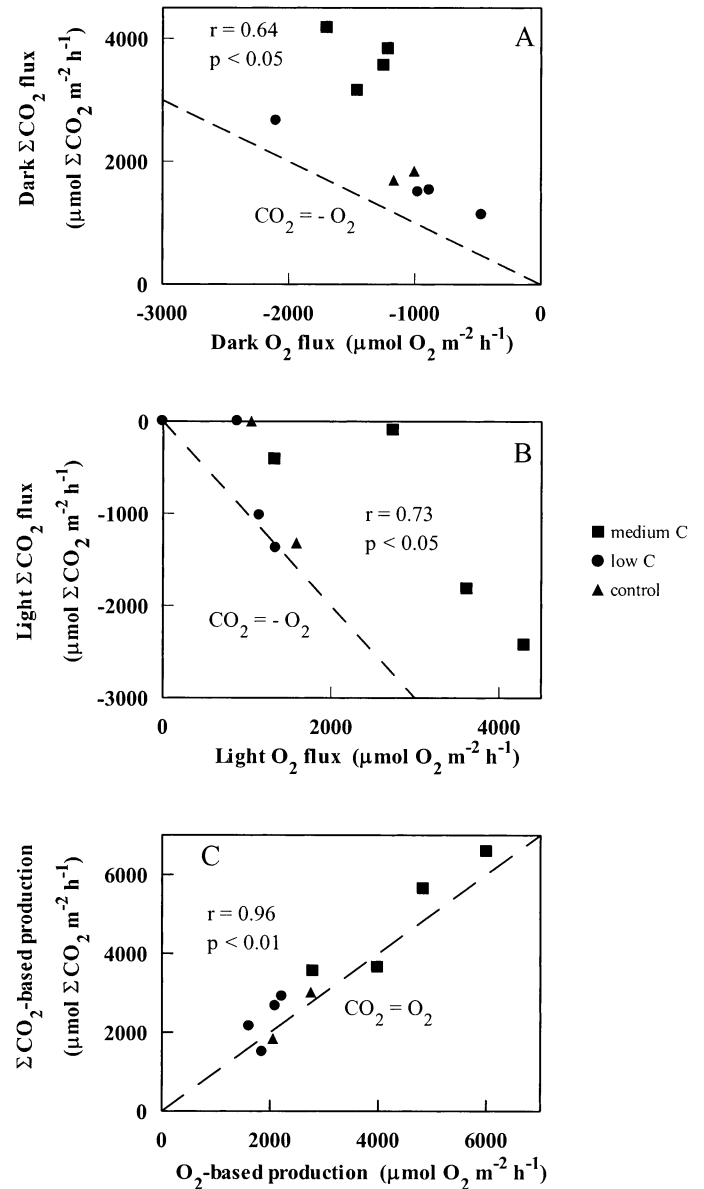 A
r = 0.64
p < 0.05
Dark ΣCO₂ flux
(μmol ΣCO₂ m⁻² h⁻¹)
4000
2000
0
CO₂ = - O₂
-3000 -2000 -1000 0
Dark O₂ flux (μmol O₂ m⁻² h⁻¹)
B
r = 0.73
p < 0.05
Light ΣCO₂ flux
(μmol ΣCO₂ m⁻² h⁻¹)
0
-1000
-2000
-3000
CO₂ = - O₂
0 2000 4000
Light O₂ flux (μmol O₂ m⁻² h⁻¹)
medium C
low C
control
C
r = 0.96
p < 0.01
ΣCO₂-based production
(μmol ΣCO₂ m⁻² h⁻¹)
6000
4000
2000
0
CO₂ = O₂
0 2000 4000 6000
O₂-based production (μmol O₂ m⁻² h⁻¹)